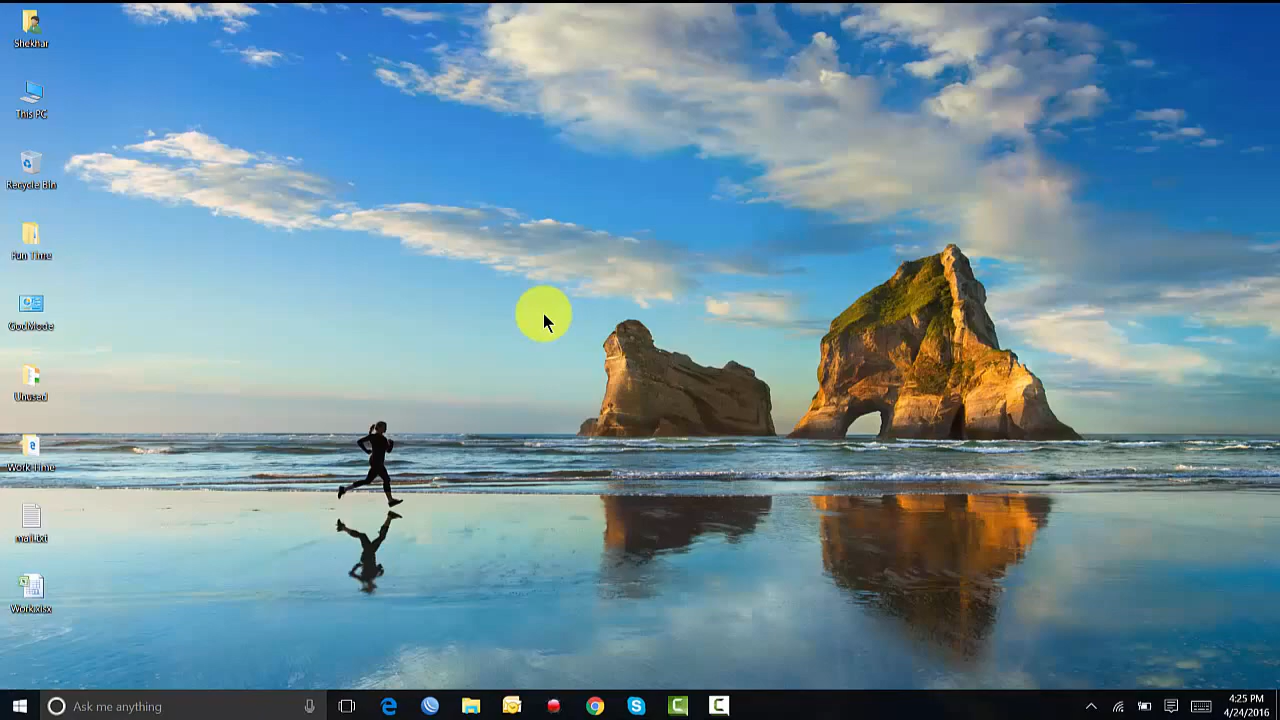 Shekhar
This PC
Recycle Bin
Fun Time
GodMode
Unused
Work Time
mail.txt
Work.xlsx
Ask me anything
4:25 PM
4/24/2016